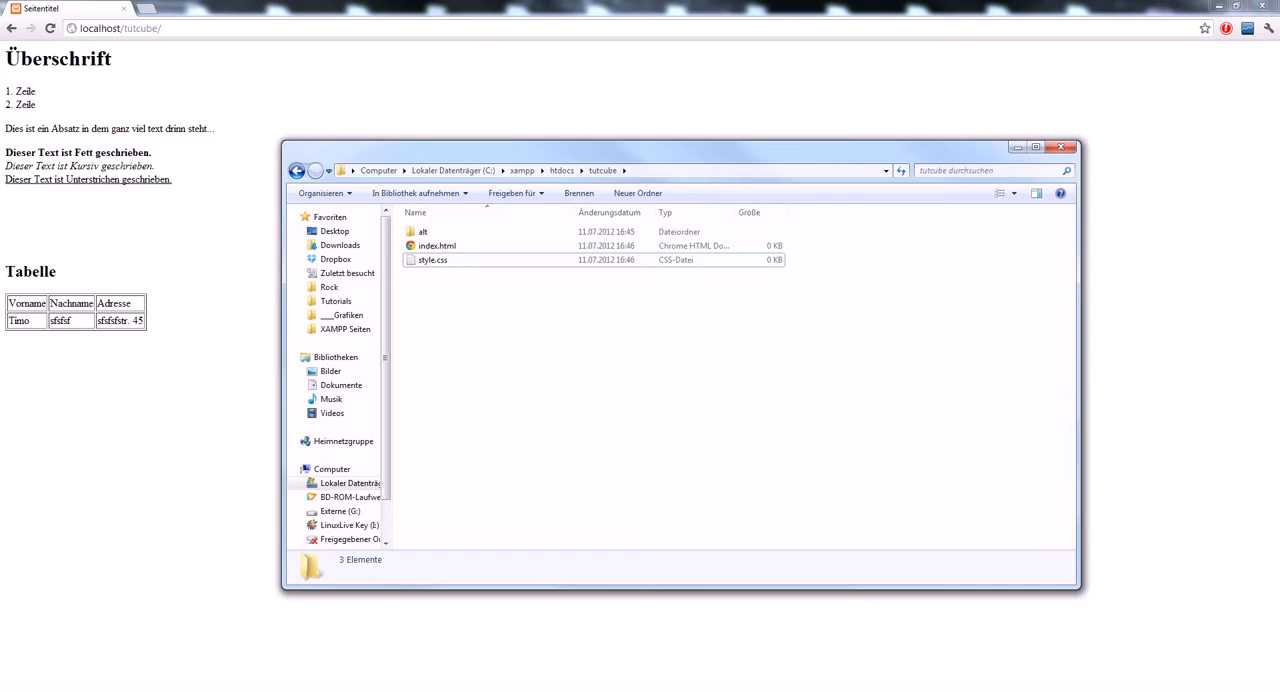 Seitentitel
localhost/tutcube/
Überschrift
1. Zeile
2. Zeile
Dies ist ein Absatz in dem ganz viel text drinn steht...
Dieser Text ist Fett geschrieben.
Dieser Text ist Kursiv geschrieben.
Dieser Text ist Unterstrichen geschrieben.
Tabelle
Vorname Nachname Adresse
Timo sfsfsf sfsfsfstr. 45
Computer Lokaler Datenträger (C:) xampp htdocs tutcube
tutcube durchsuchen
Organisieren In Bibliothek aufnehmen Freigeben für Brennen Neuer Ordner
Favoriten
Desktop
Downloads
Dropbox
Zuletzt besucht
Rock
Tutorials
___Grafiken
XAMPP Seiten
Bibliotheken
Bilder
Dokumente
Musik
Videos
Heimnetzgruppe
Computer
Lokaler Datenträg
BD-ROM-Laufwe
Externe (G:)
LinuxLive Key (I:)
Freigegebener Or
Name Änderungsdatum Typ Größe
alt 11.07.2012 16:45 Dateiordner
index.html 11.07.2012 16:46 Chrome HTML Do... 0 KB
style.css 11.07.2012 16:46 CSS-Datei 0 KB
3 Elemente